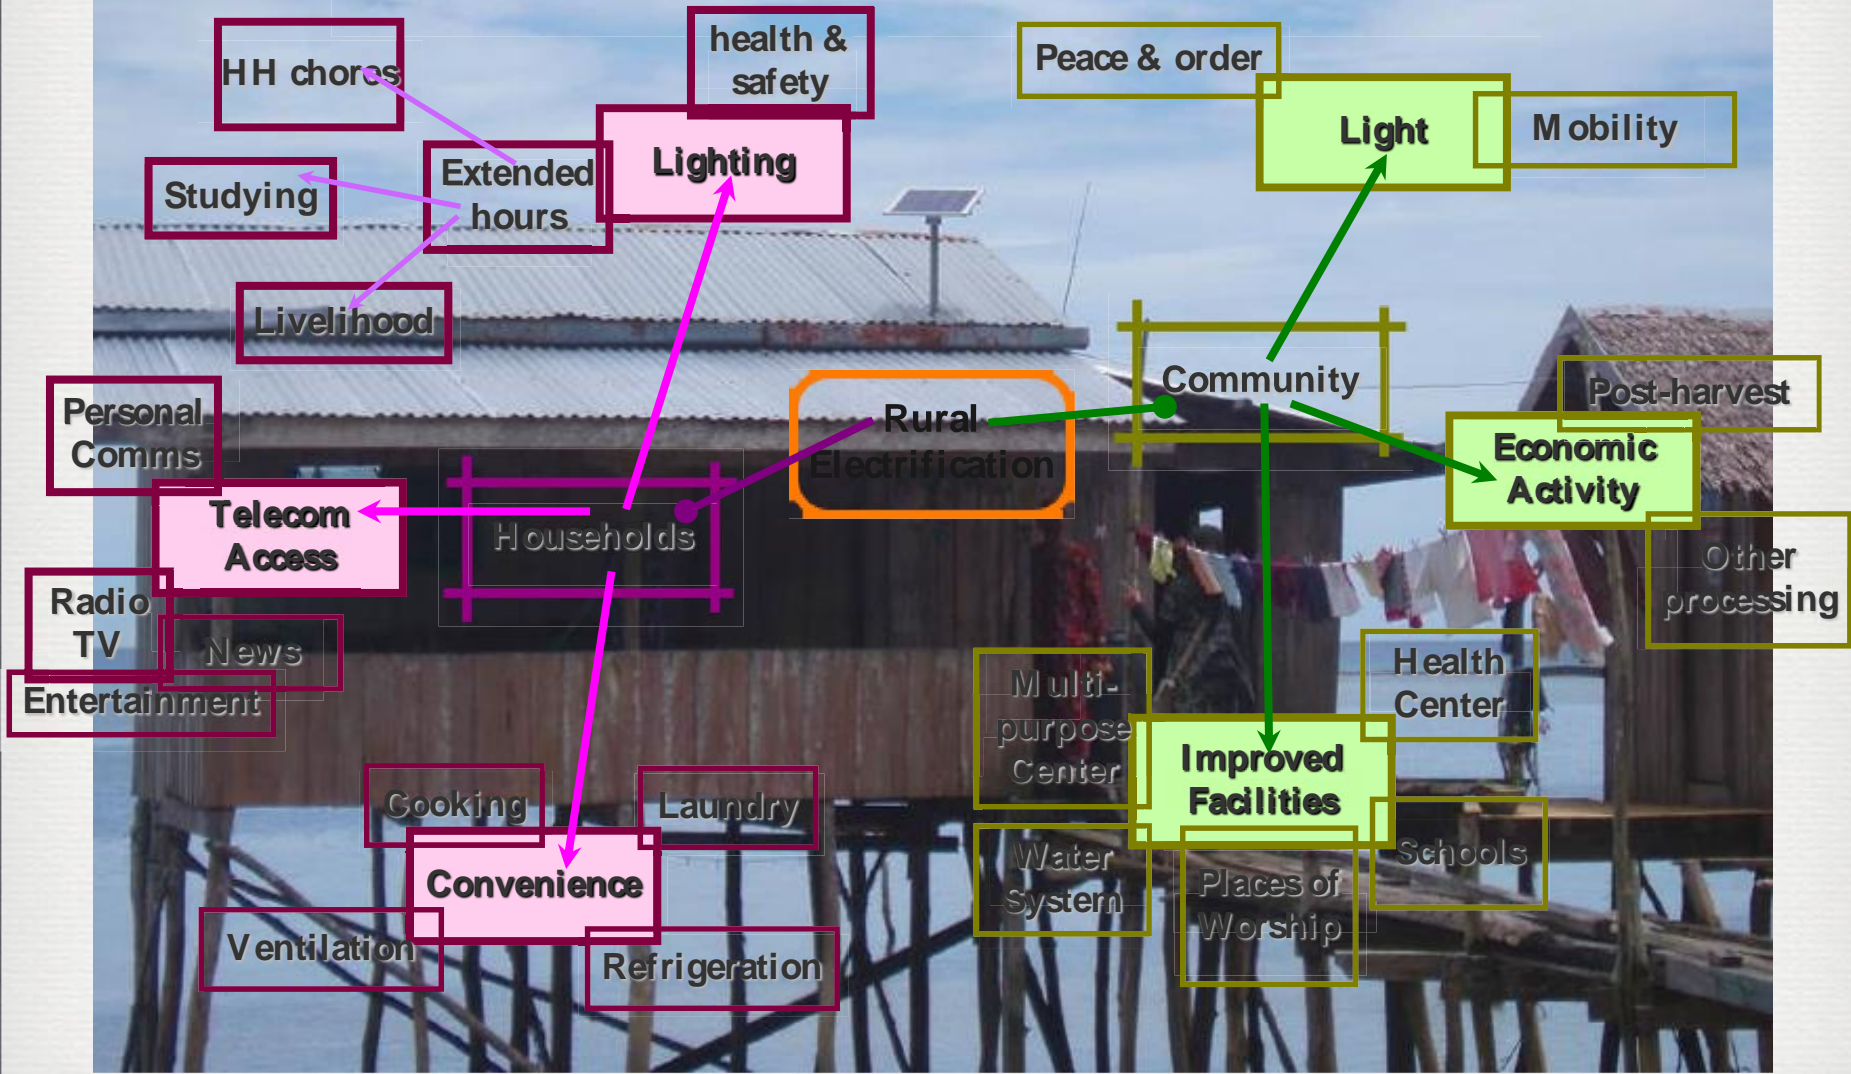 HH chores
health &
safety
Peace & order
Light
Mobility
Lighting
Extended
hours
Studying
Livelihood
Personal
Comms
Telecom
Access
Radio
TV
News
Entertainment
Households
Rural
Electrification
Community
Post-harvest
Economic
Activity
Other
processing
Health
Center
Multi-
purpose
Center
Improved
Facilities
Schools
Water
System
Places of
Worship
Cooking
Laundry
Convenience
Ventilation
Refrigeration